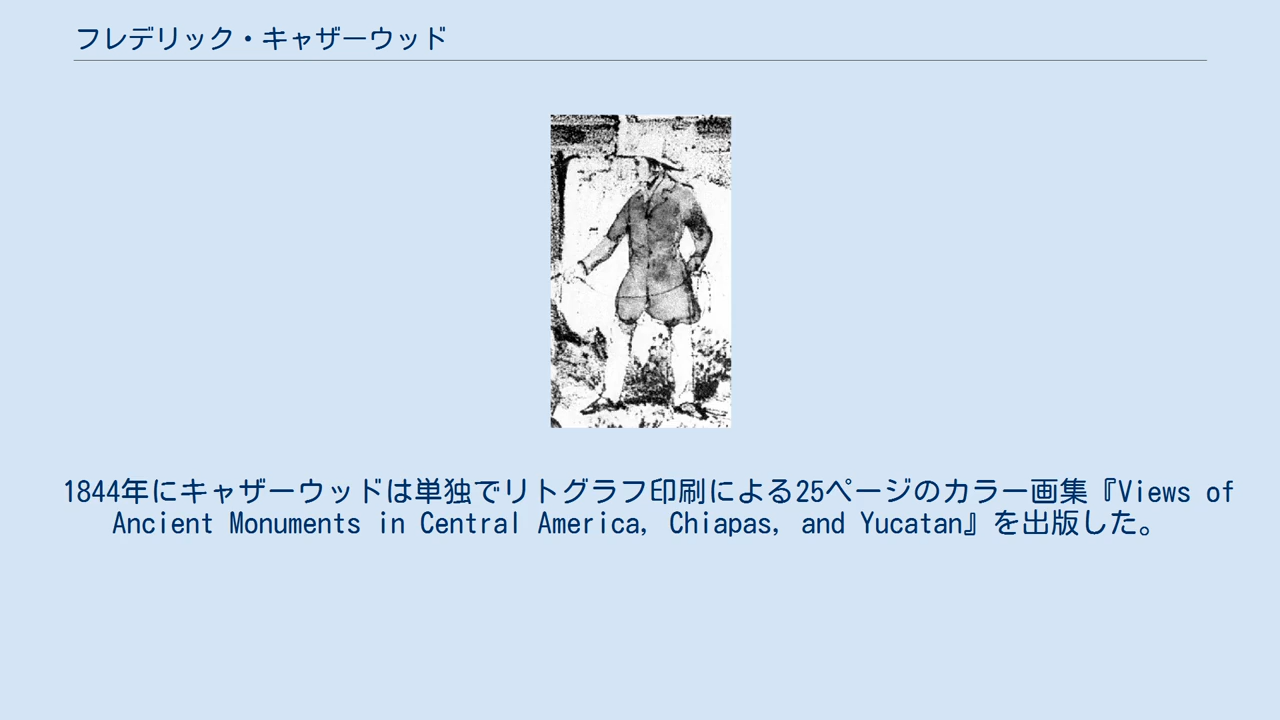 フレデリック・キャザーウッド
1844年にキャザーウッドは単独でリトグラフ印刷による25ページのカラー画集『Views of
Ancient Monuments in Central America, Chiapas, and Yucatan』を出版した。